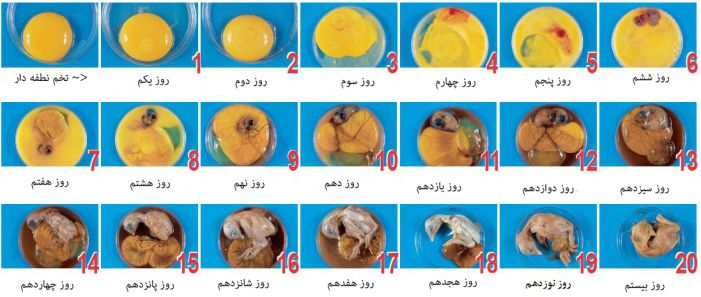 1 2 3 4 5 6
<~ تخم نطفه دار
روز یکم
روز دوم
روز سوم
روز چهارم
روز پنجم
روز ششم
7 8 9 10 11 12 13
روز هفتم
روز هشتم
روز نهم
روز دهم
روز یازدهم
روز دوازدهم
روز سیزدهم
14 15 16 17 18 19 20
روز چهاردهم
روز پانزدهم
روز شانزدهم
روز هفدهم
روز هجدهم
روز نوزدهم
روز بیستم